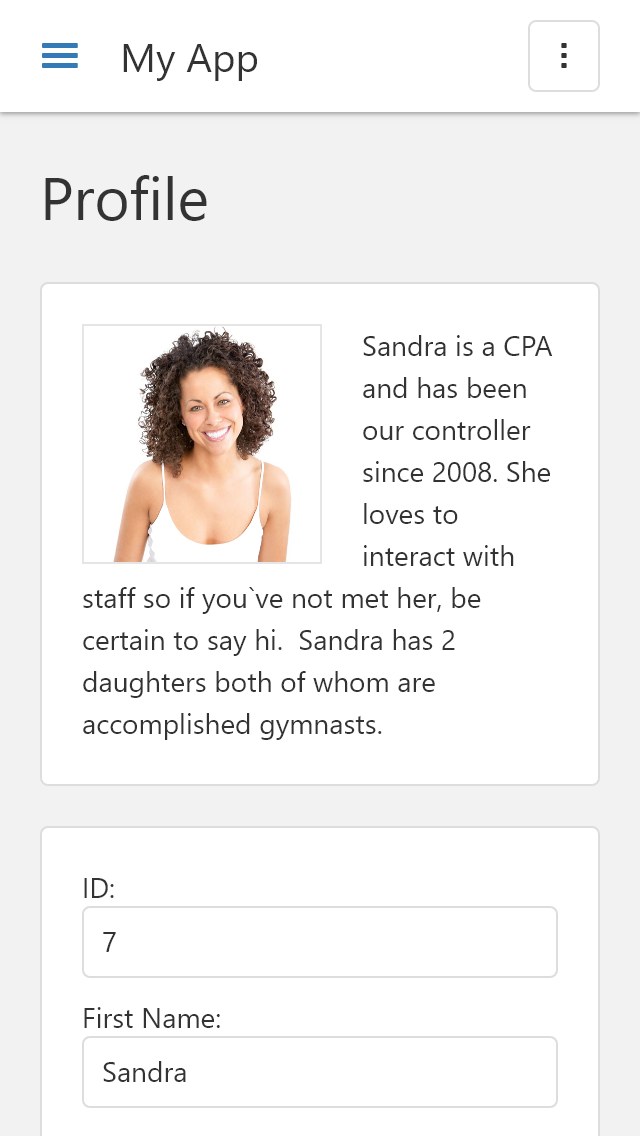 My App
Profile
Sandra is a CPA
and has been
our controller
since 2008. She
loves to
interact with
staff so if you`ve not met her, be
certain to say hi.  Sandra has 2
daughters both of whom are
accomplished gymnasts.
ID:
7
First Name:
Sandra